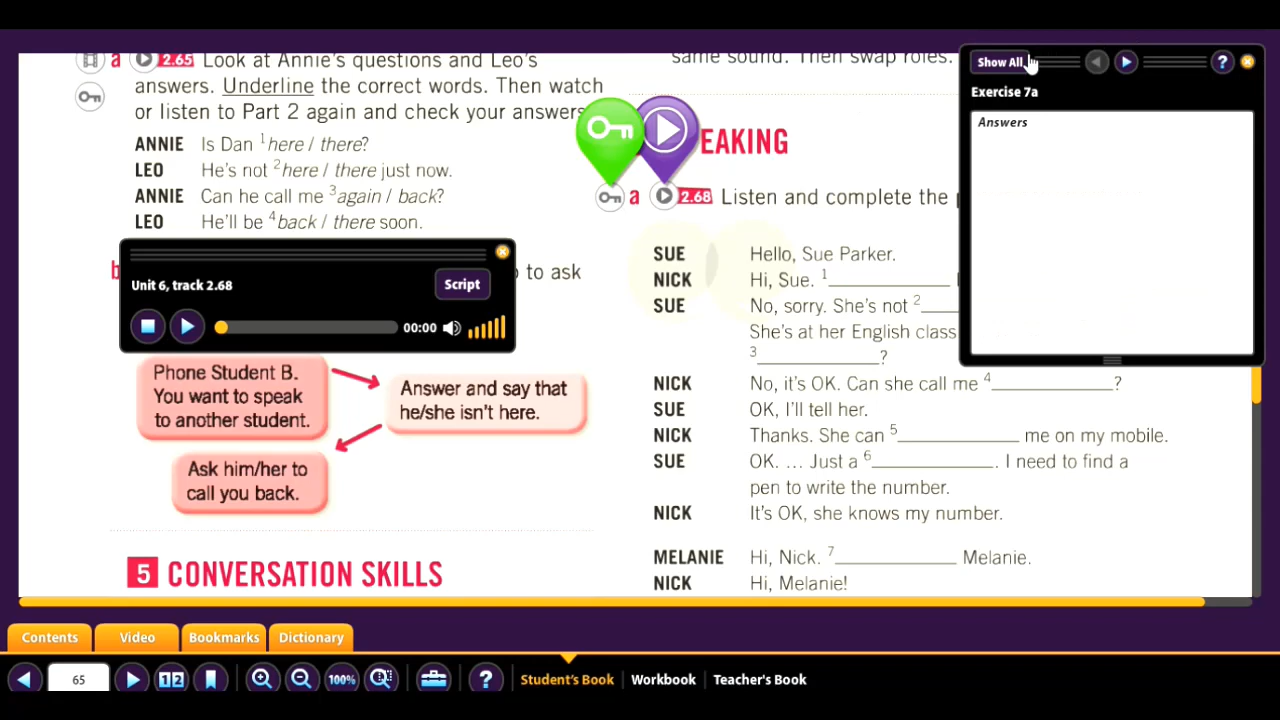 a 2.65 Look at Annie's questions and Leo's
answers. Underline the correct words. Then watch
or listen to Part 2 again and check your answers.
ANNIE Is Dan 1here / there?
LEO He's not 2here / there just now.
ANNIE Can he call me 3again / back?
LEO He'll be 4back / there soon.
b to ask
Unit 6, track 2.68
Script
00:00
Phone Student B.
You want to speak
to another student.
Answer and say that
he/she isn't here.
Ask him/her to
call you back.
5 CONVERSATION SKILLS
same sound. Then swap roles.
EAKING
a 2.68 Listen and complete the
SUE Hello, Sue Parker.
NICK Hi, Sue. 1____________
SUE No, sorry. She's not 2____
She's at her English class
3____________?
NICK No, it's OK. Can she call me 4____________?
SUE OK, I'll tell her.
NICK Thanks. She can 5____________ me on my mobile.
SUE OK. … Just a 6____________. I need to find a
pen to write the number.
NICK It's OK, she knows my number.
MELANIE Hi, Nick. 7____________ Melanie.
NICK Hi, Melanie!
Show All
?
Exercise 7a
Answers
Contents
Video
Bookmarks
Dictionary
65
1 2
100%
?
Student's Book
Workbook
Teacher's Book